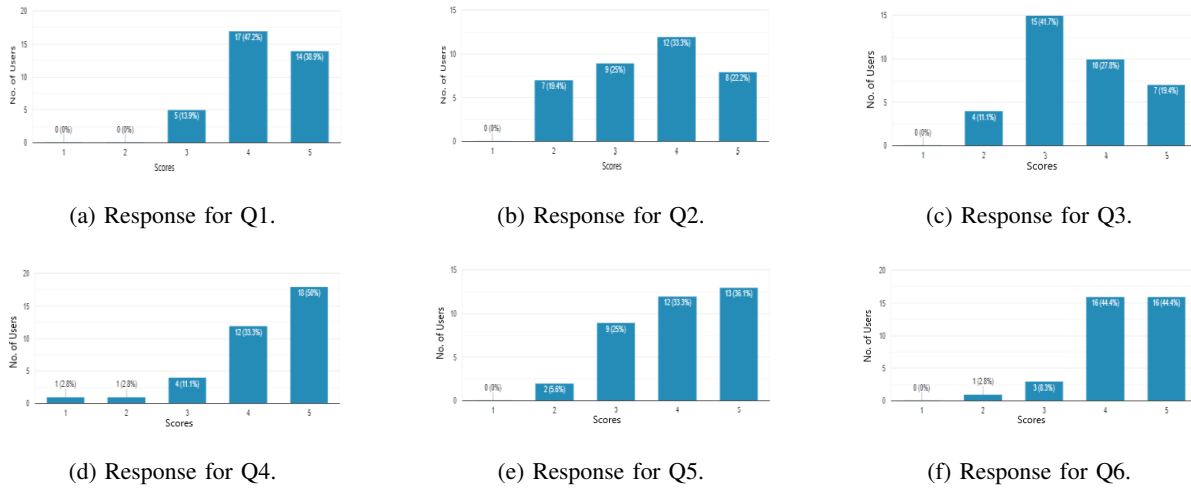 20
15
10
5
0
No. of Users
0 (0%)
0 (0%)
5 (13.9%)
17 (47.2%)
14 (38.9%)
1 2 3 4 5
Scores
(a) Response for Q1.
15
10
5
0
No. of Users
0 (0%)
7 (19.4%)
9 (25%)
12 (33.3%)
8 (22.2%)
1 2 3 4 5
Scores
(b) Response for Q2.
15
10
5
0
No. of Users
0 (0%)
4 (11.1%)
15 (41.7%)
10 (27.8%)
7 (19.4%)
1 2 3 4 5
Scores
(c) Response for Q3.
20
15
10
5
0
No. of Users
1 (2.8%)
1 (2.8%)
4 (11.1%)
12 (33.3%)
18 (50%)
1 2 3 4 5
Scores
(d) Response for Q4.
15
10
5
0
No. of Users
0 (0%)
2 (5.6%)
9 (25%)
12 (33.3%)
13 (36.1%)
1 2 3 4 5
Scores
(e) Response for Q5.
20
15
10
5
0
No. of Users
0 (0%)
1 (2.8%)
3 (8.3%)
16 (44.4%)
16 (44.4%)
1 2 3 4 5
Scores
(f) Response for Q6.